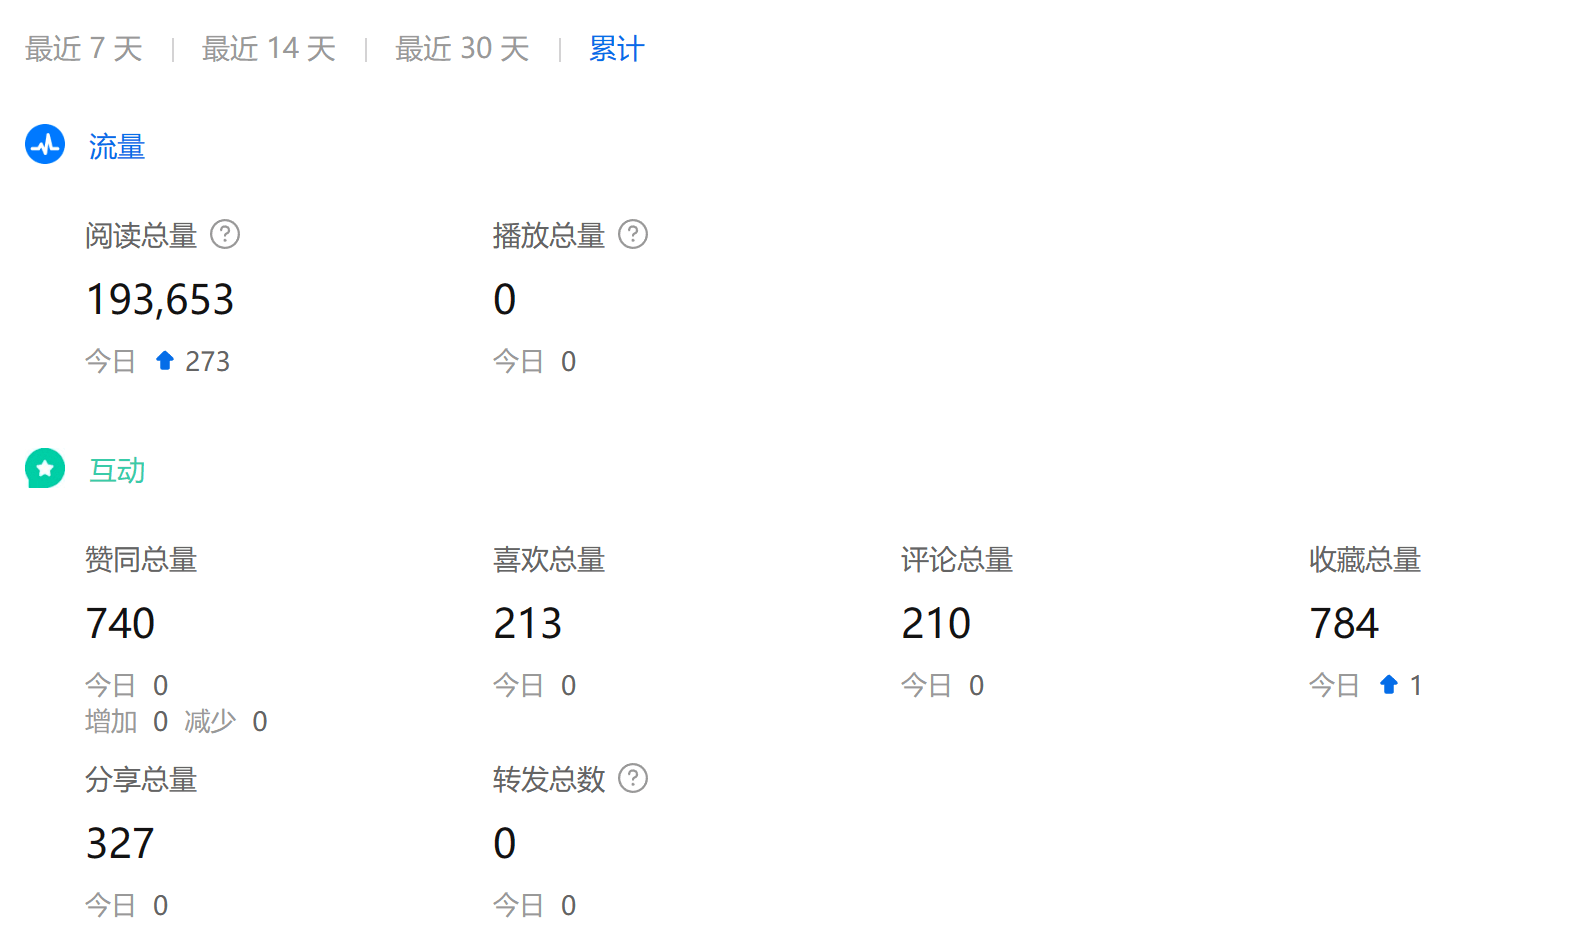 最近 7 天 | 最近 14 天 | 最近 30 天 | 累计
流量
阅读总量 ? 播放总量 ?
193,653 0
今日 273 今日 0
互动
赞同总量 喜欢总量 评论总量 收藏总量
740 213 210 784
今日 0 今日 0 今日 0 今日 1
增加 0 减少 0
分享总量 转发总数 ?
327 0
今日 0 今日 0